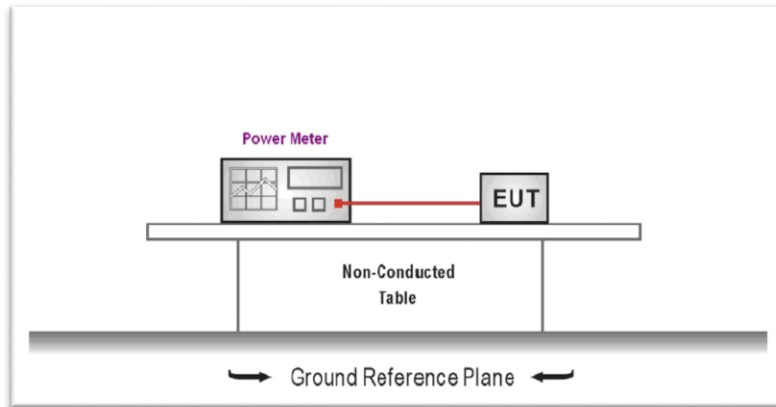 Power Meter
EUT
Non-Conducted
Table
Ground Reference Plane